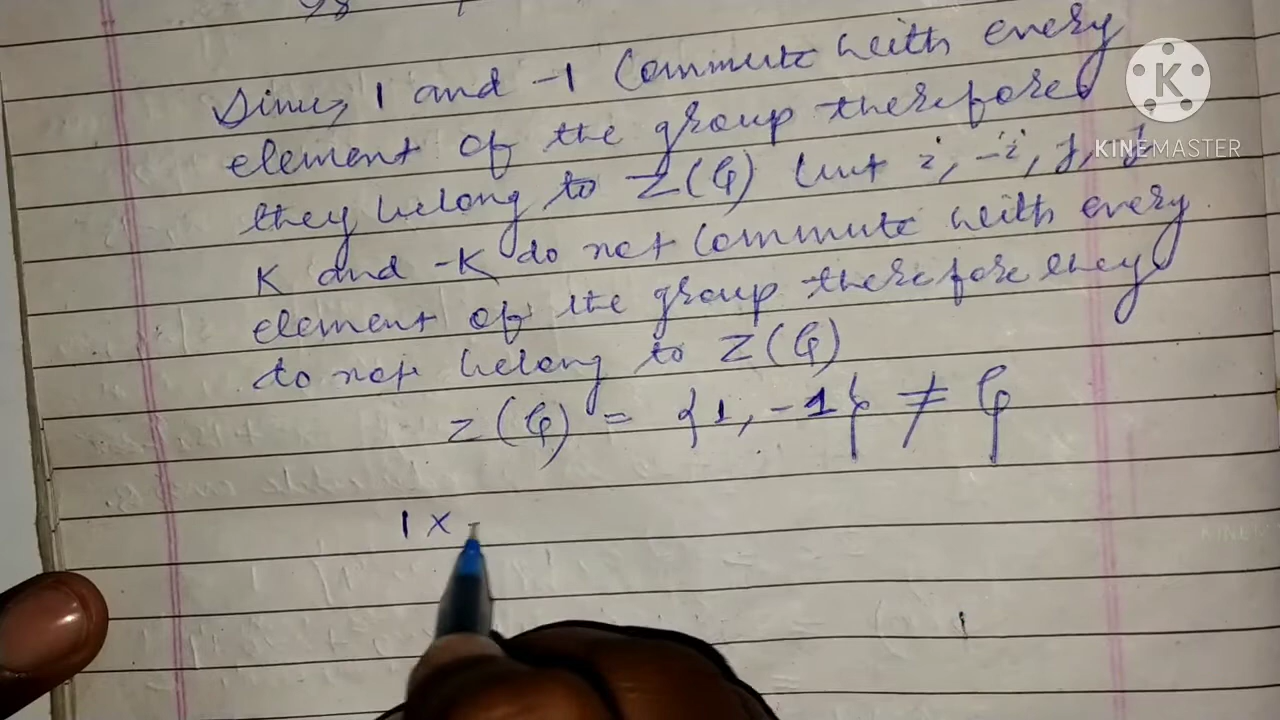 98
Since, 1 and -1 Commute with every
element of the group therefore
they belong to Z(G) but i, -i, j, -j
K and -K do not Commute with every
element of the group therefore they
do not belong to Z(G)
Z(G) = {1, -1} ≠ G
1 ×
K
KINEMASTER